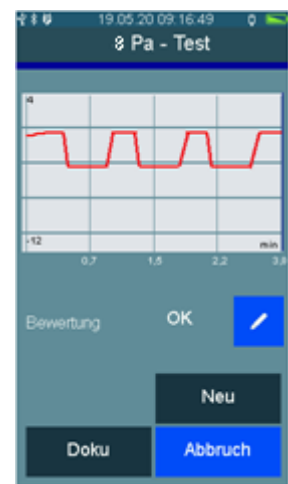 19.05.20 09:16:49
8 Pa - Test
4
-12
min
0,7 1,5 2,2 3,0
Bewertung OK
Neu
Doku Abbruch